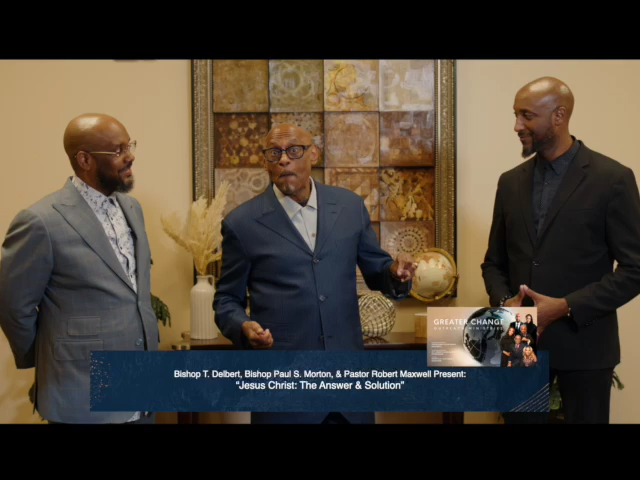 GREATER CHANGE
Bishop T. Delbert, Bishop Paul S. Morton, & Pastor Robert Maxwell Present:
“Jesus Christ: The Answer & Solution”